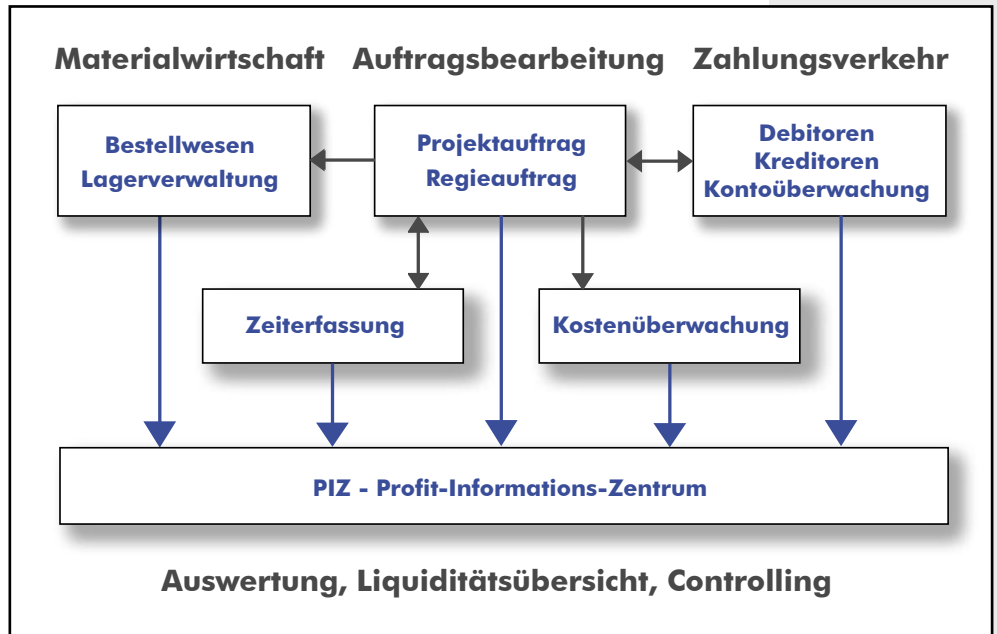 Materialwirtschaft
Auftragsbearbeitung
Zahlungsverkehr
Bestellwesen
Lagerverwaltung
Projektauftrag
Regieauftrag
Debitoren
Kreditoren
Kontoüberwachung
Zeiterfassung
Kostenüberwachung
PIZ - Profit-Informations-Zentrum
Auswertung, Liquiditätsübersicht, Controlling